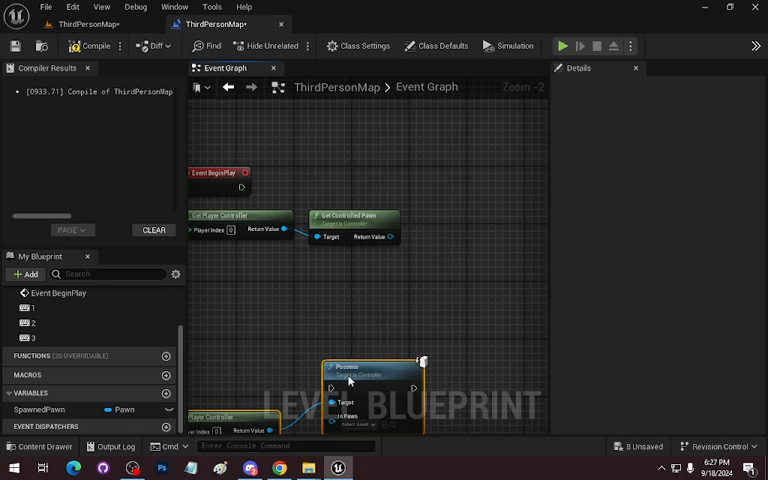 File Edit View Debug Window Tools Help
ThirdPersonMap• ThirdPersonMap•
Compile Diff Find Hide Unrelated Class Settings Class Defaults Simulation
Compiler Results Event Graph Details
ThirdPersonMap Event Graph Zoom -2
[0933.71] Compile of ThirdPersonMap
Event BeginPlay
Get Player Controller
Player Index 0 Return Value
Get Controlled Pawn
Target is Controller
Target Return Value
PAGE CLEAR
My Blueprint
+ Add Search
Event BeginPlay
1
2
3
FUNCTIONS (20 OVERRIDABLE)
MACROS
VARIABLES
SpawnedPawn Pawn
EVENT DISPATCHERS
Possess
Target is Controller
Target
In Pawn
Select Asset
Player Controller
er Index 0 Return Value
LEVEL BLUEPRINT
Content Drawer Output Log Cmd Enter Console Command 8 Unsaved Revision Control
6:27 PM
9/18/2024
1